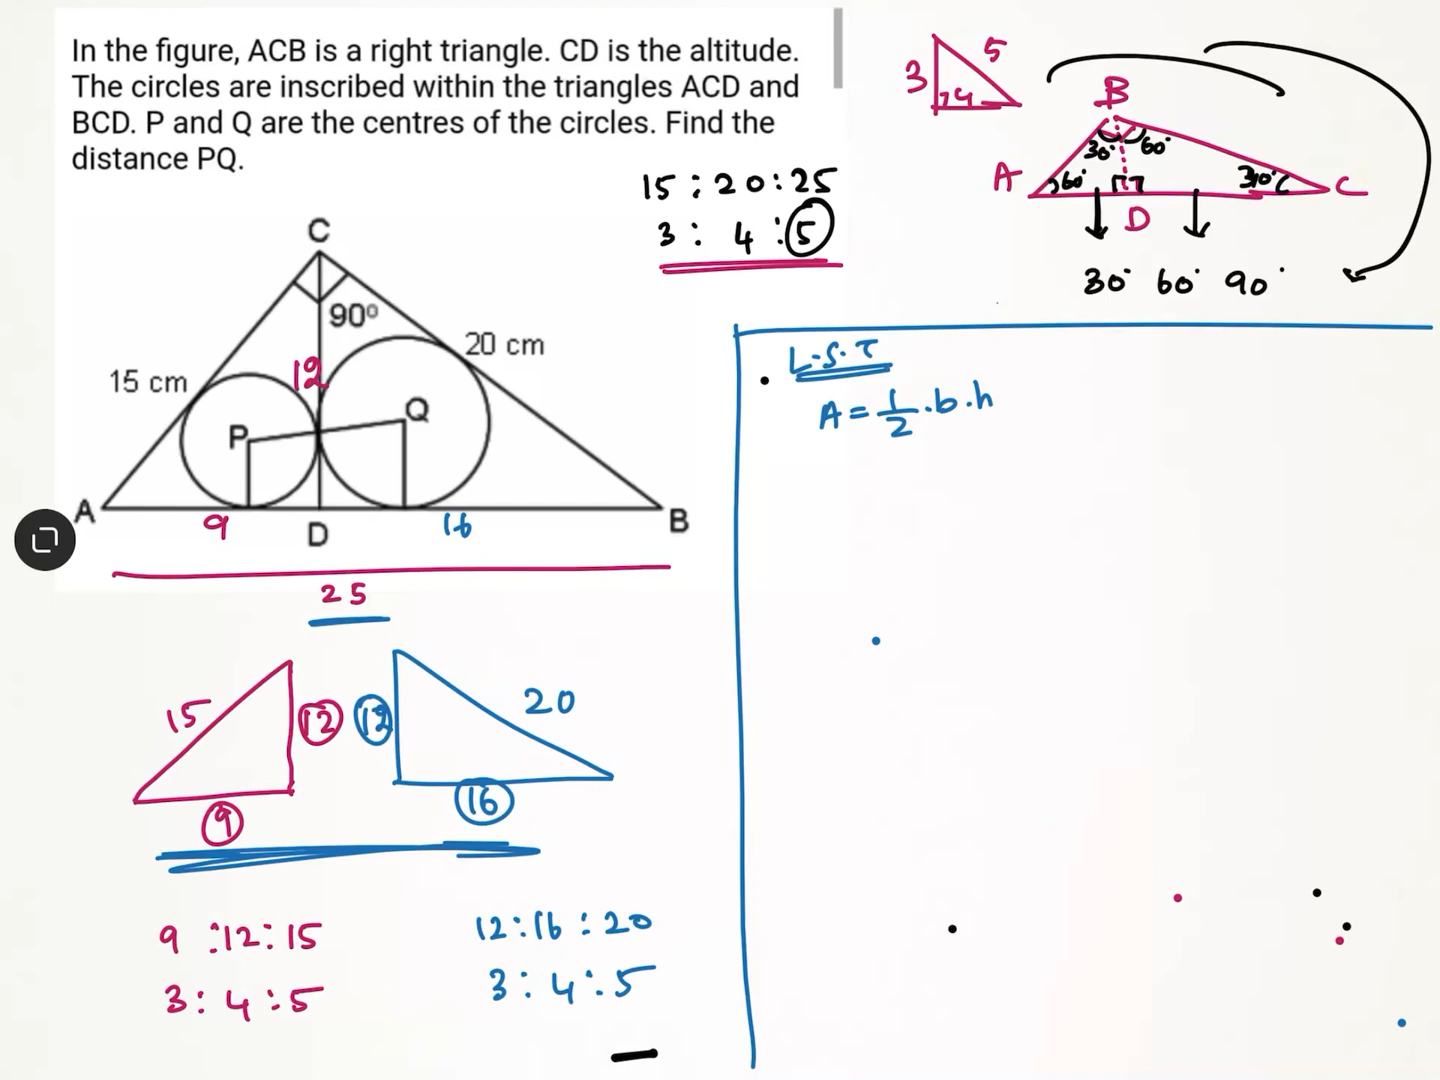 In the figure, ACB is a right triangle. CD is the altitude.
The circles are inscribed within the triangles ACD and
BCD. P and Q are the centres of the circles. Find the
distance PQ.
3 5
4
B
30° 60°
A 60° 30° C
D
30° 60° 90°
15 : 20 : 25
3 : 4 : 5
C
90º
15 cm 12 20 cm
P Q
A 9 D 16 B
25
L.S.T
A = 1/2 . b . h
15 12 12 20
9 16
9 : 12 : 15 12 : 16 : 20
3 : 4 : 5 3 : 4 : 5